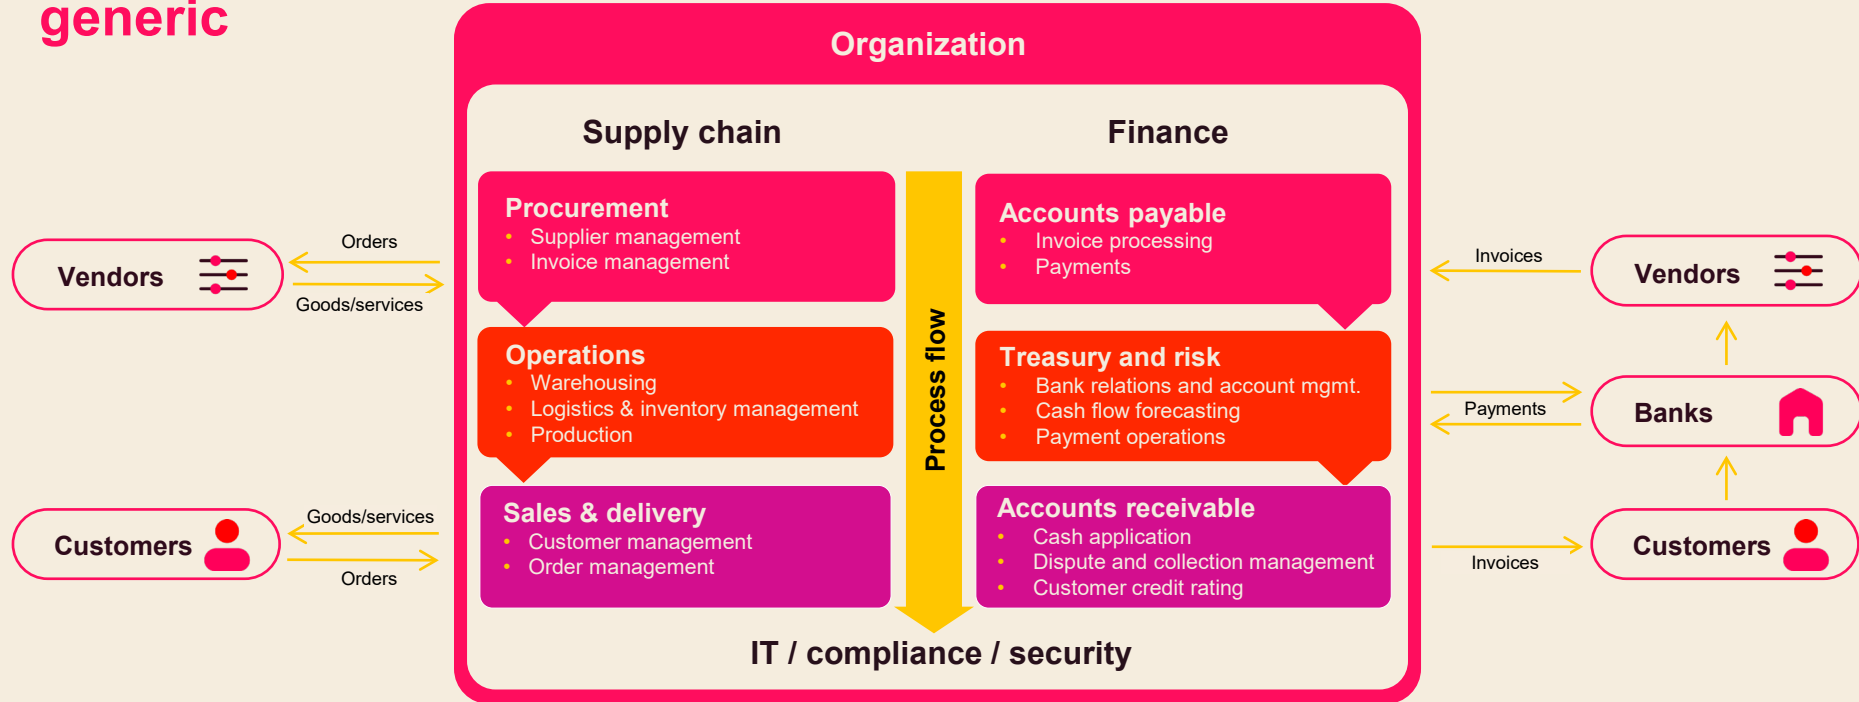 generic
Organization
Supply chain
Finance
Vendors
Orders
Goods/services
Customers
Goods/services
Orders
Procurement
• Supplier management
• Invoice management
Operations
• Warehousing
• Logistics & inventory management
• Production
Sales & delivery
• Customer management
• Order management
Process flow
Accounts payable
• Invoice processing
• Payments
Treasury and risk
• Bank relations and account mgmt.
• Cash flow forecasting
• Payment operations
Accounts receivable
• Cash application
• Dispute and collection management
• Customer credit rating
IT / compliance / security
Invoices
Vendors
Payments
Banks
Invoices
Customers